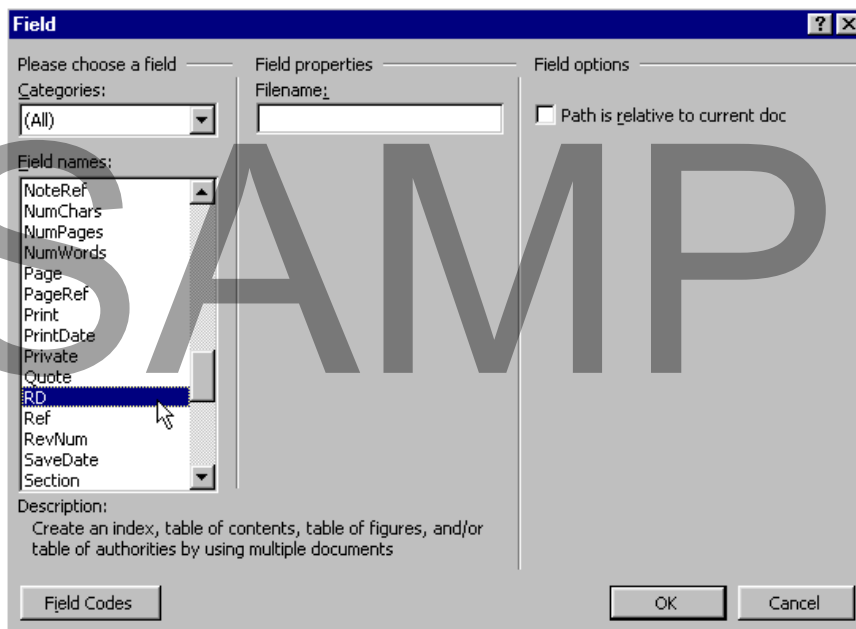 Field
Please choose a field
Categories:
(All)
Field names:
NoteRef
NumChars
NumPages
NumWords
Page
PageRef
Print
PrintDate
Private
Quote
RD
Ref
RevNum
SaveDate
Section
Field properties
Filename:
Field options
Path is relative to current doc
Description:
Create an index, table of contents, table of figures, and/or
table of authorities by using multiple documents
Field Codes
OK
Cancel
SAMP